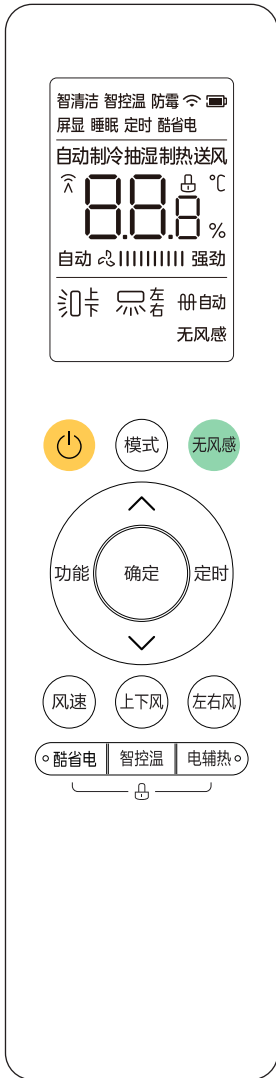 智清洁 智控温 防霉
屏显 睡眠 定时 酷省电
自动制冷抽湿制热送风
88.8 ℃
%
自动 强劲
上下 左右 自动
无风感
模式 无风感
功能 确定 定时
风速 上下风 左右风
酷省电 智控温 电辅热